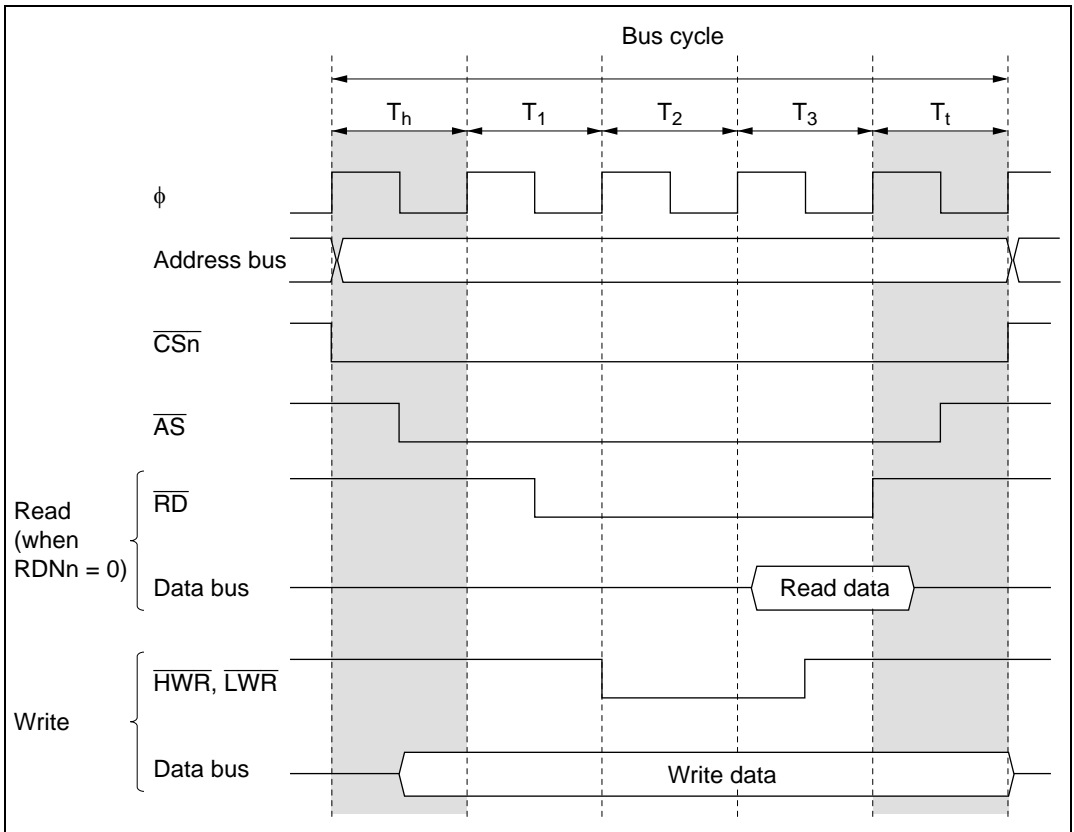 Bus cycle
Th T1 T2 T3 Tt
ϕ
Address bus
CSn
AS
Read
(when
RDNn = 0)
RD
Data bus
Read data
Write
HWR, LWR
Data bus
Write data